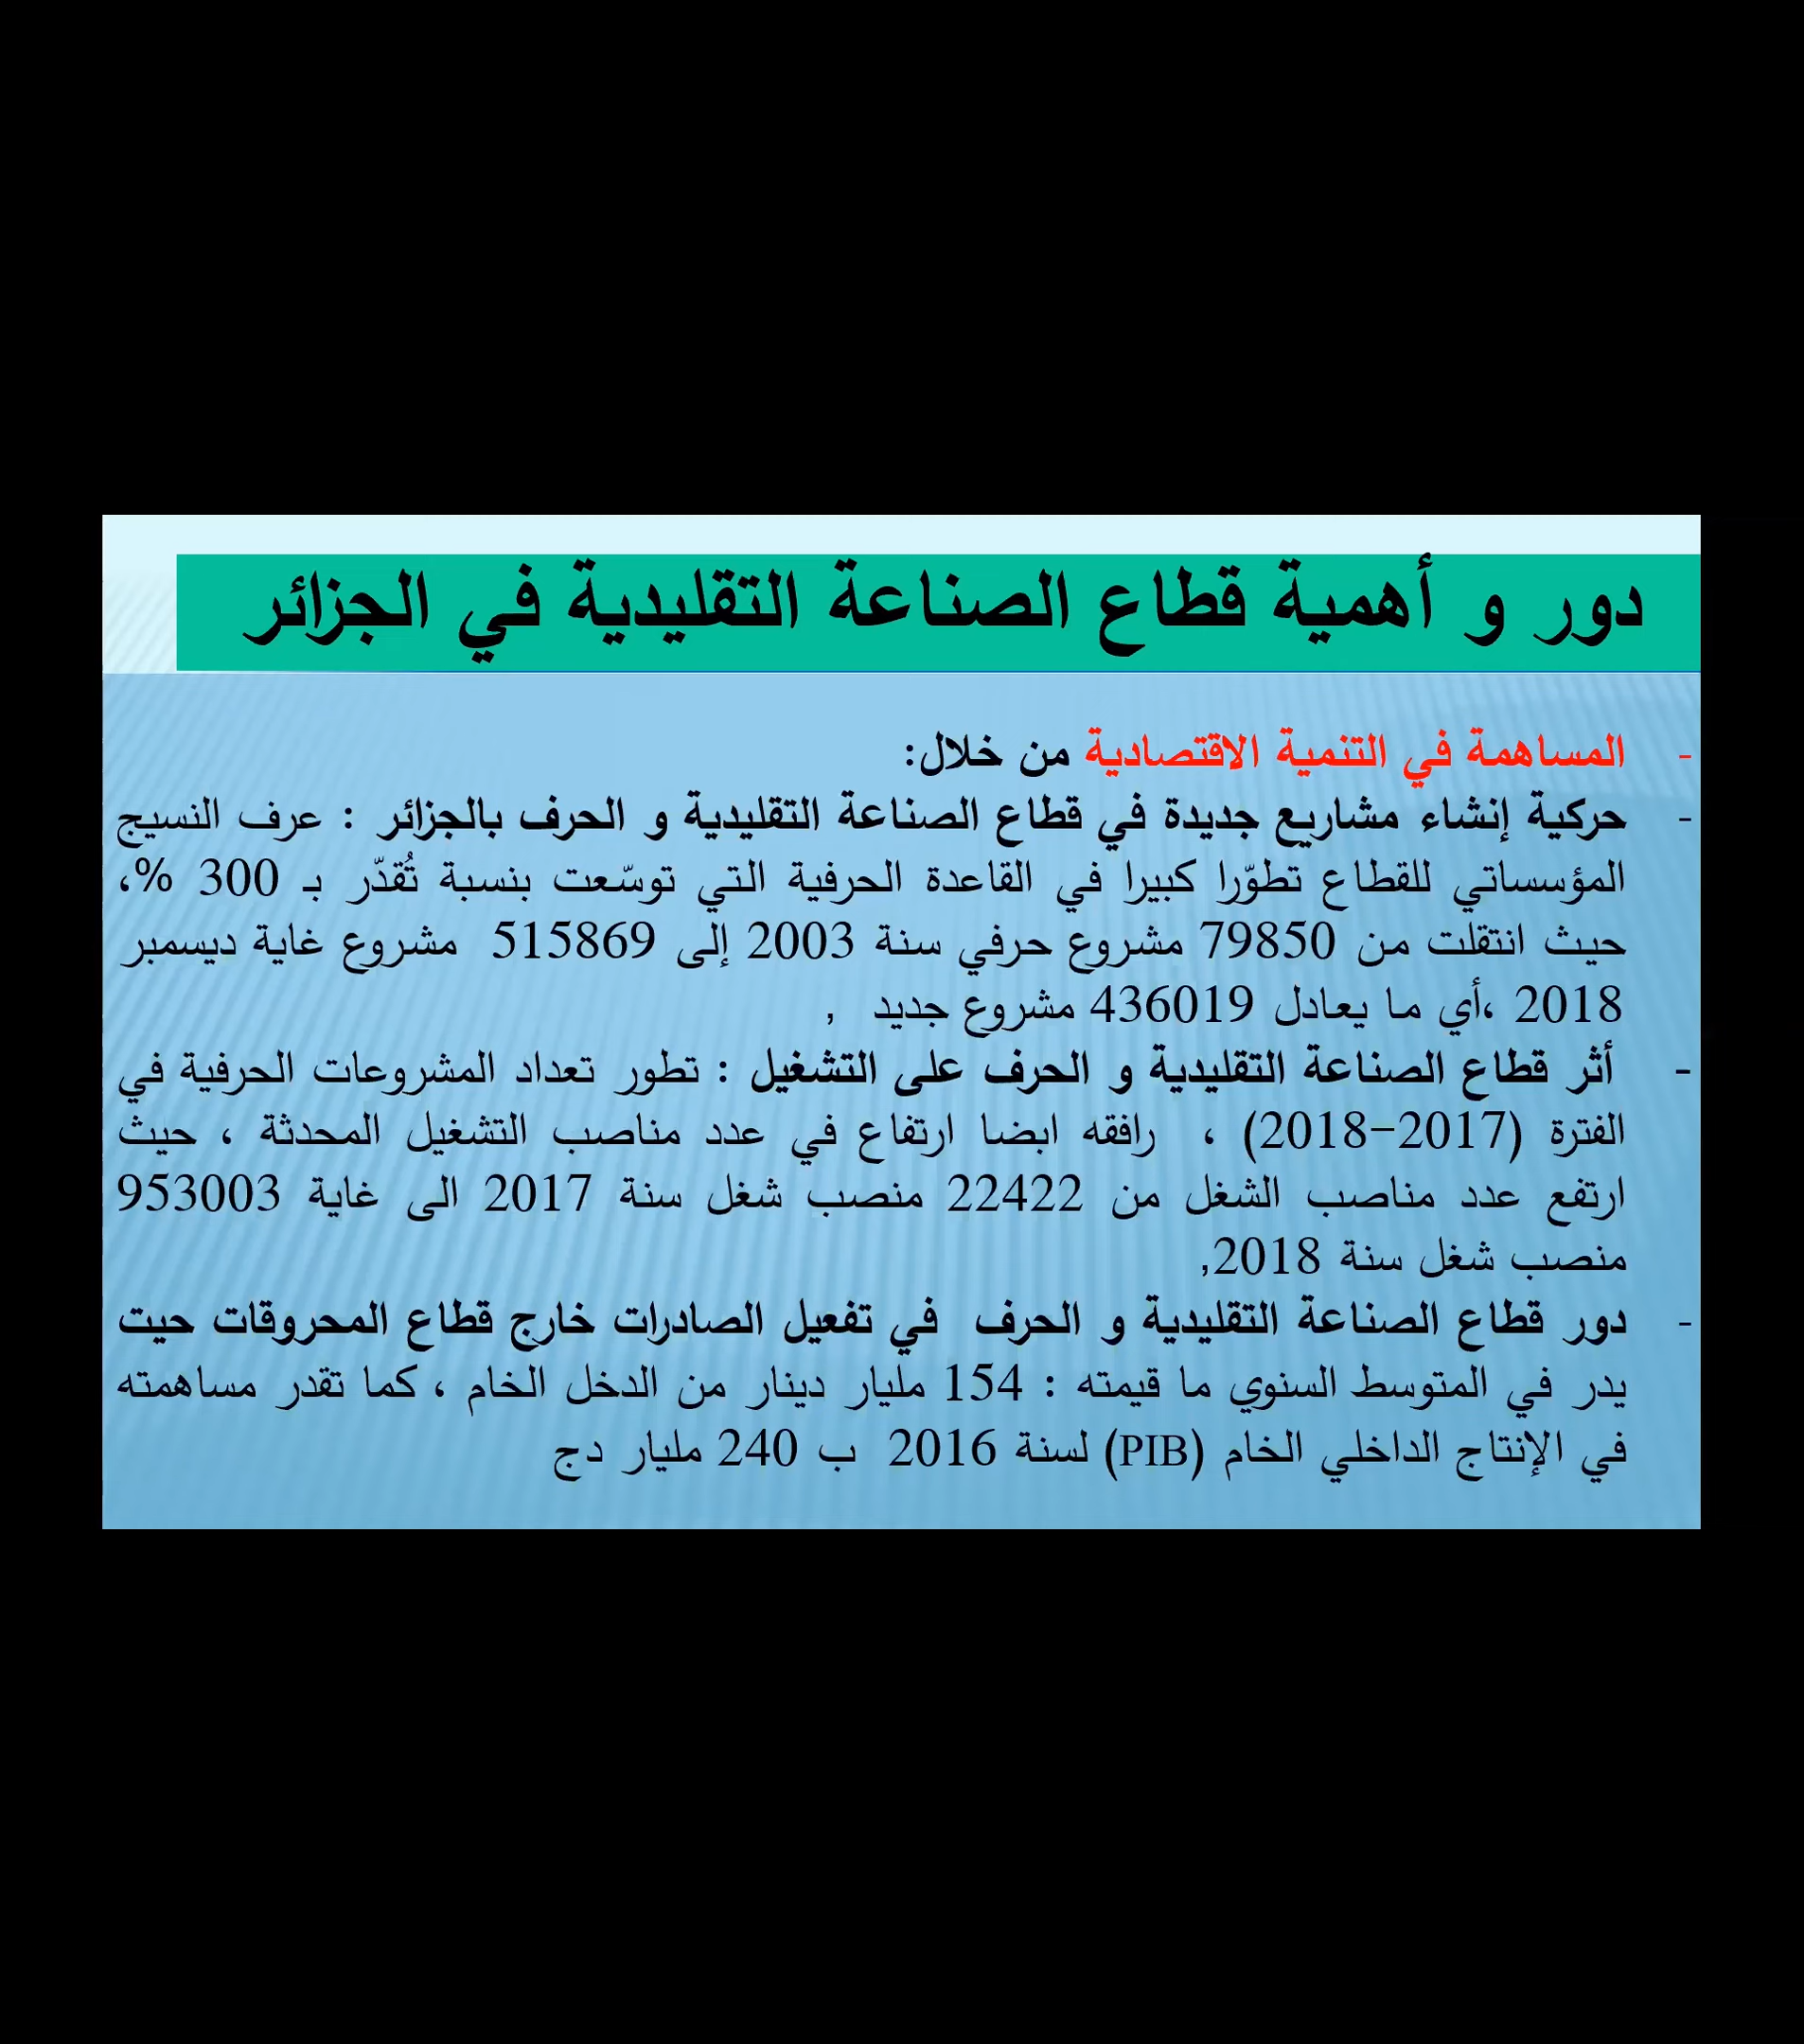 دور و أهمية قطاع الصناعة التقليدية في الجزائر
- المساهمة في التنمية الاقتصادية من خلال:
- حركية إنشاء مشاريع جديدة في قطاع الصناعة التقليدية و الحرف بالجزائر : عرف النسيج
المؤسساتي للقطاع تطوّرا كبيرا في القاعدة الحرفية التي توسّعت بنسبة تُقدّر بـ 300 %،
حيث انتقلت من 79850 مشروع حرفي سنة 2003 إلى 515869 مشروع غاية ديسمبر
2018 ،أي ما يعادل 436019 مشروع جديد ,
- أثر قطاع الصناعة التقليدية و الحرف على التشغيل : تطور تعداد المشروعات الحرفية في
الفترة (2017-2018) ، رافقه ابضا ارتفاع في عدد مناصب التشغيل المحدثة ، حيث
ارتفع عدد مناصب الشغل من 22422 منصب شغل سنة 2017 الى غاية 953003
منصب شغل سنة 2018,
- دور قطاع الصناعة التقليدية و الحرف في تفعيل الصادرات خارج قطاع المحروقات حيت
يدر في المتوسط السنوي ما قيمته : 154 مليار دينار من الدخل الخام ، كما تقدر مساهمته
في الإنتاج الداخلي الخام (PIB) لسنة 2016 ب 240 مليار دج